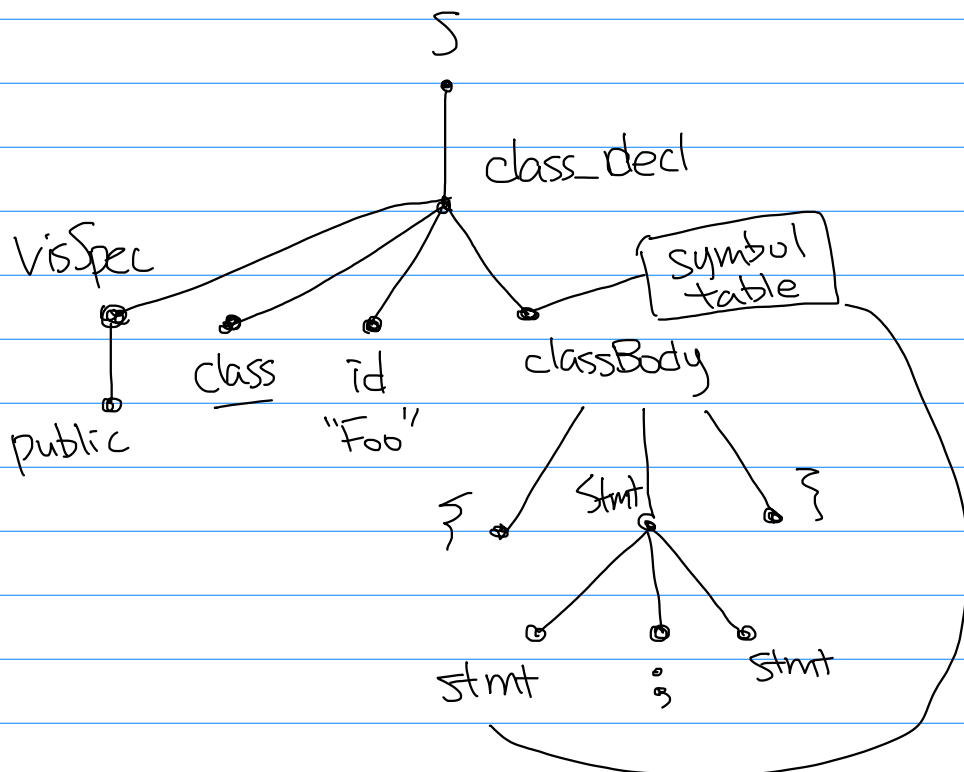 S
class_decl
VisSpec
symbol
table
class
id
classBody
public
"Foo"
{
Stmt
}
stmt
;
stmt